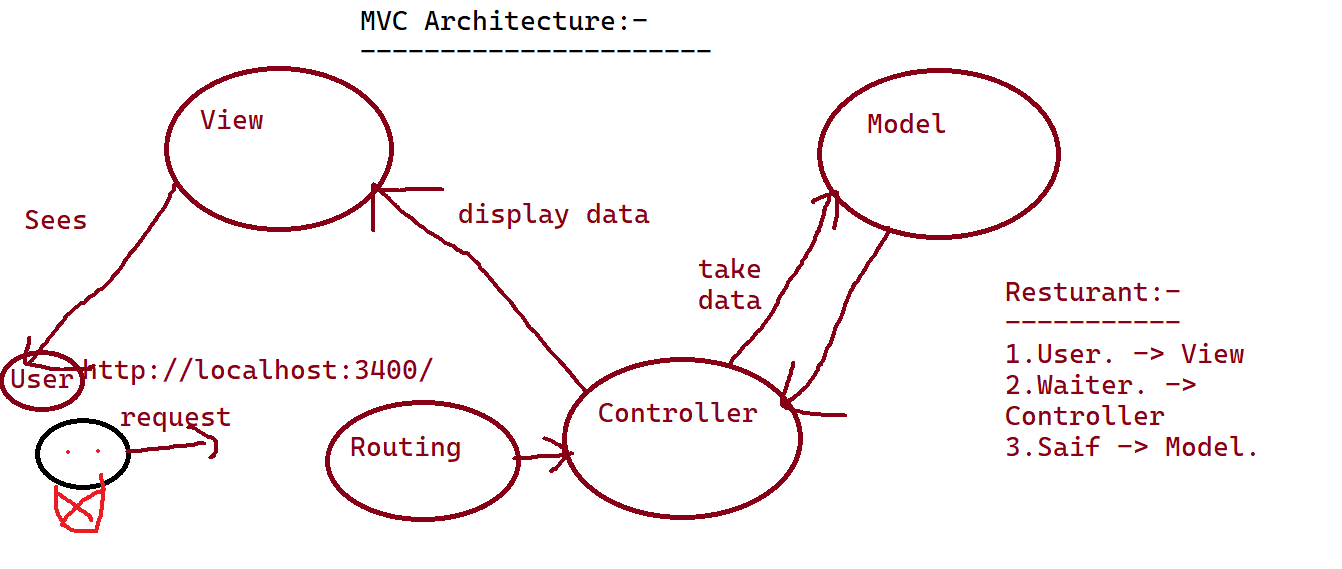 MVC Architecture:-
----------------------
View
Model
Sees
display data
take
data
Resturant:-
-----------
1.User. -> View
2.Waiter. ->
Controller
3.Saif -> Model.
User
http://localhost:3400/
request
Controller
Routing